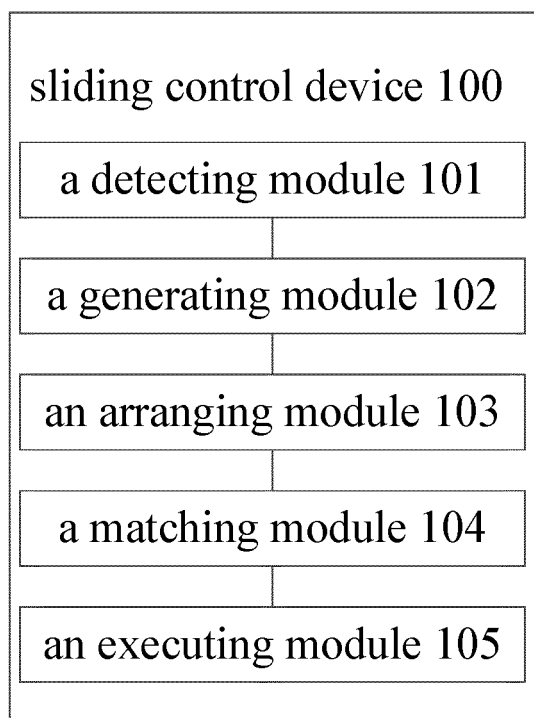 sliding control device 100
a detecting module 101
a generating module 102
an arranging module 103
a matching module 104
an executing module 105